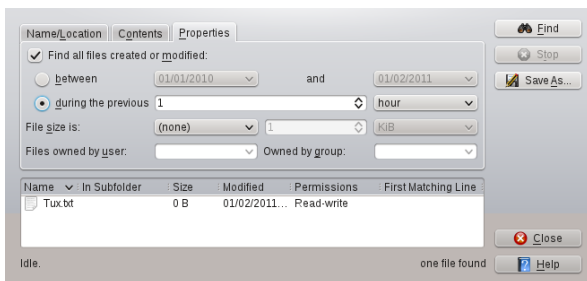 Name/Location Contents Properties
Find all files created or modified:
between 01/01/2010 and 01/02/2011
during the previous 1 hour
File size is: (none) 1 KiB
Files owned by user: Owned by group:
Name In Subfolder Size Modified Permissions First Matching Line
Tux.txt 0 B 01/02/2011... Read-write
Idle. one file found
Find
Stop
Save As...
Close
Help